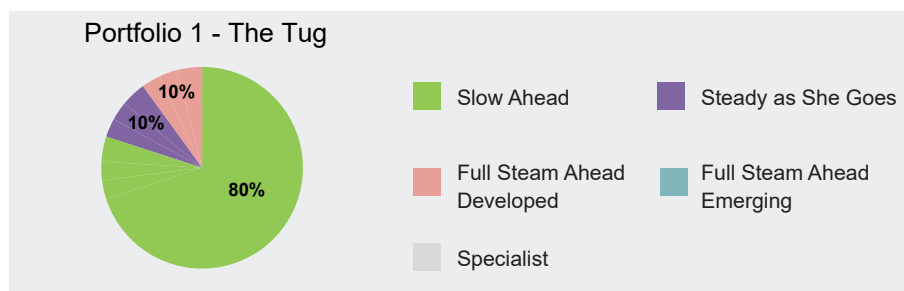 Portfolio 1 - The Tug
10%
10%
80%
Slow Ahead
Steady as She Goes
Full Steam Ahead
Developed
Full Steam Ahead
Emerging
Specialist